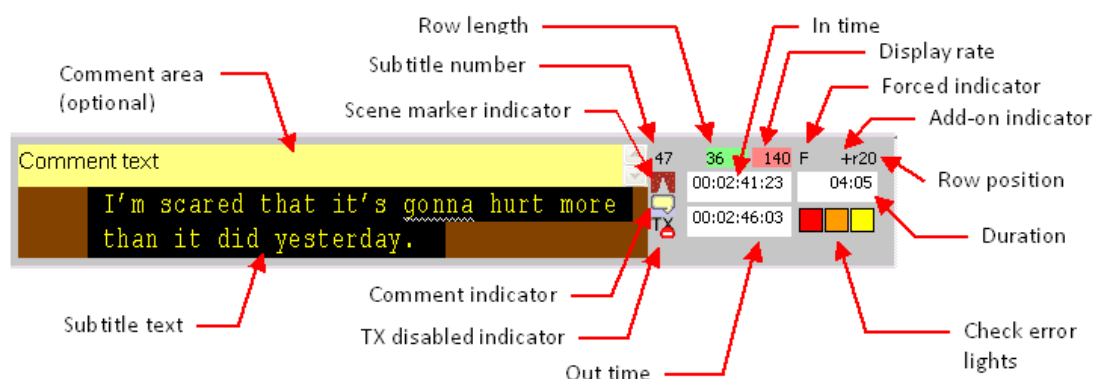 Row length
In time
Subtitle number
Display rate
Comment area
(optional)
Forced indicator
Scene marker indicator
Add-on indicator
Comment text
47 36 140 F +r20
00:02:41:23 04:05
Row position
I'm scared that it's gonna hurt more
than it did yesterday.
TX
00:02:46:03
Duration
Comment indicator
Subtitle text
TX disabled indicator
Check error
lights
Out time